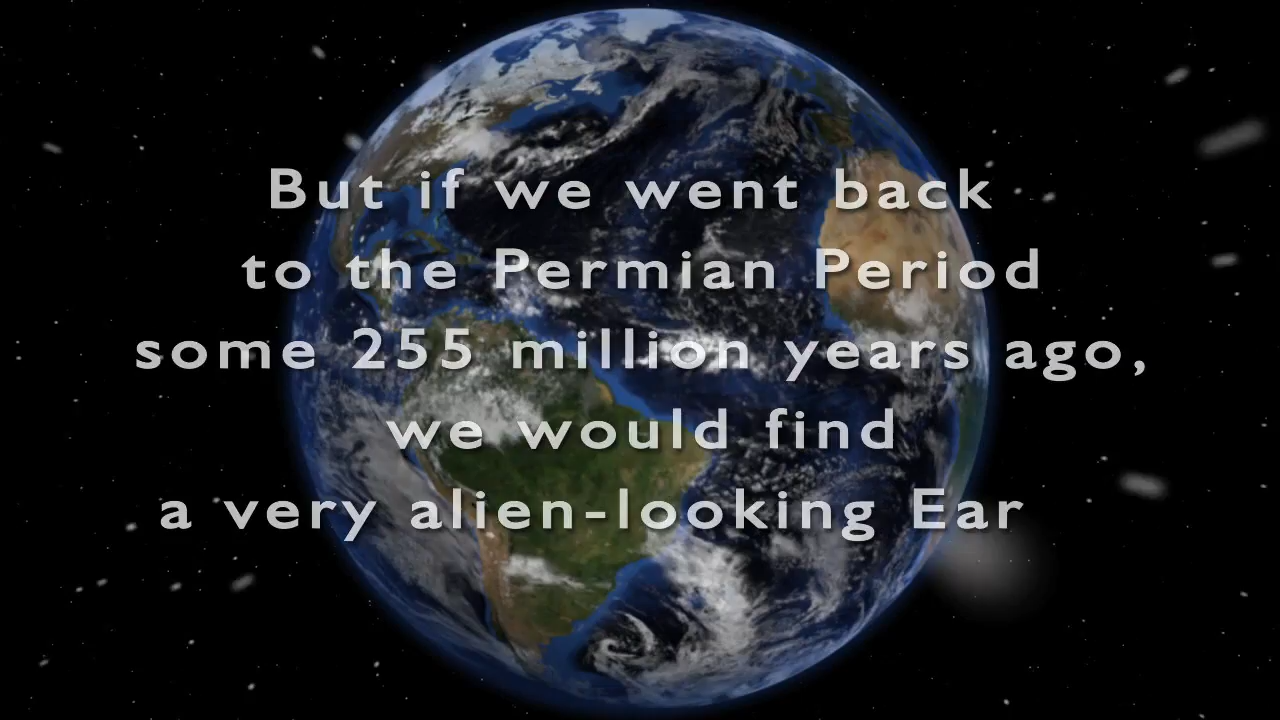 But if we went back
to the Permian Period
some 255 million years ago,
we would find
a very alien-looking Ear